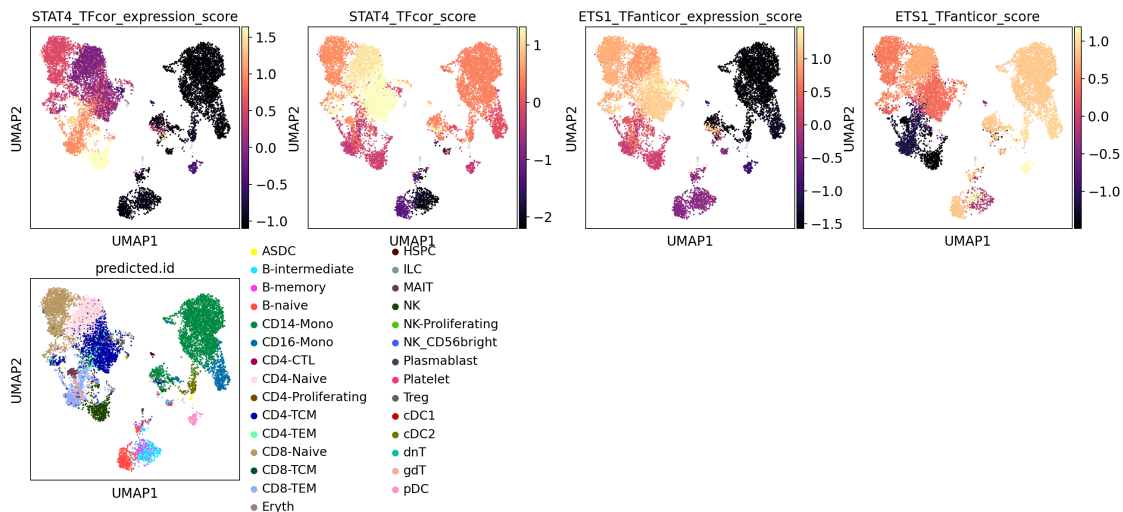 STAT4_TFcor_expression_score
STAT4_TFcor_score
ETS1_TFanticor_expression_score
ETS1_TFanticor_score
UMAP2
UMAP1
1.5
1.0
0.5
0.0
−0.5
−1.0
UMAP2
UMAP1
1
0
−1
−2
UMAP2
UMAP1
1.0
0.5
0.0
−0.5
−1.0
−1.5
UMAP2
UMAP1
1.0
0.5
0.0
−0.5
−1.0
predicted.id
UMAP2
UMAP1
ASDC
B-intermediate
B-memory
B-naive
CD14-Mono
CD16-Mono
CD4-CTL
CD4-Naive
CD4-Proliferating
CD4-TCM
CD4-TEM
CD8-Naive
CD8-TCM
CD8-TEM
Eryth
HSPC
ILC
MAIT
NK
NK-Proliferating
NK_CD56bright
Plasmablast
Platelet
Treg
cDC1
cDC2
dnT
gdT
pDC